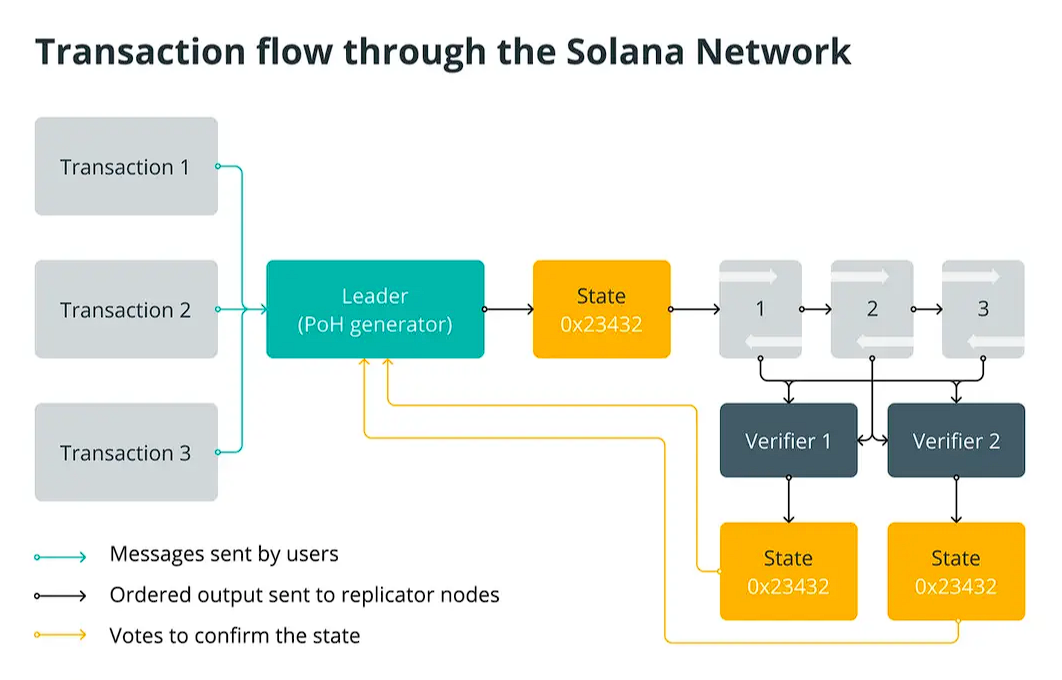 Transaction flow through the Solana Network
Transaction 1
Transaction 2
Transaction 3
Leader
(PoH generator)
State
0x23432
1
2
3
Verifier 1
Verifier 2
State
0x23432
State
0x23432
Messages sent by users
Ordered output sent to replicator nodes
Votes to confirm the state